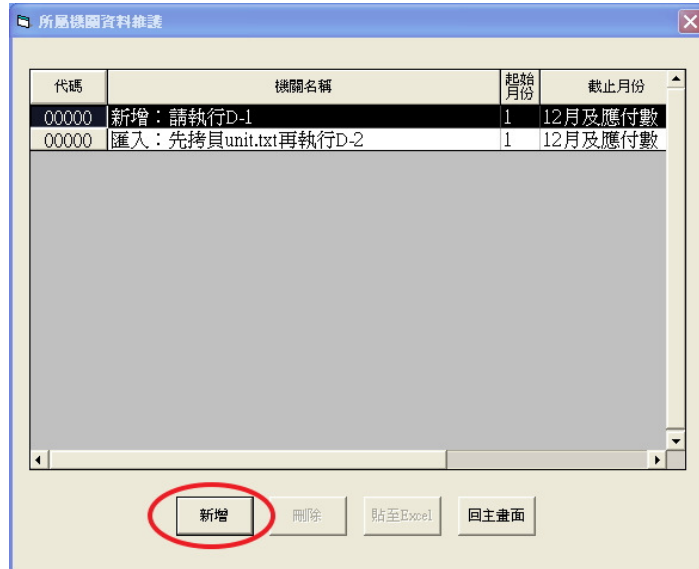 所屬機關資料維護
代碼 機關名稱 起始月份 截止月份
00000 新增：請執行D-1 1 12月及應付數
00000 匯入：先拷貝unit.txt再執行D-2 1 12月及應付數
新增 刪除 貼至Excel 回主畫面